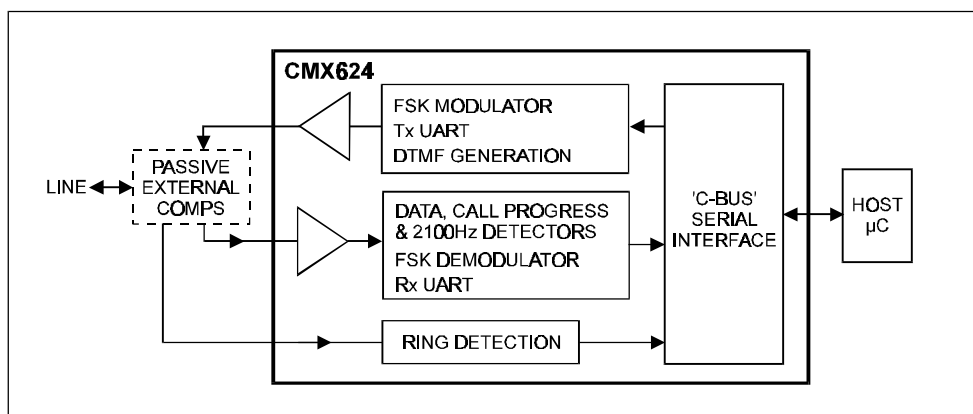 CMX624
FSK MODULATOR
Tx UART
DTMF GENERATION
PASSIVE
EXTERNAL
COMPS
LINE
DATA, CALL PROGRESS
& 2100Hz DETECTORS
FSK DEMODULATOR
Rx UART
RING DETECTION
'C-BUS'
SERIAL
INTERFACE
HOST
µC